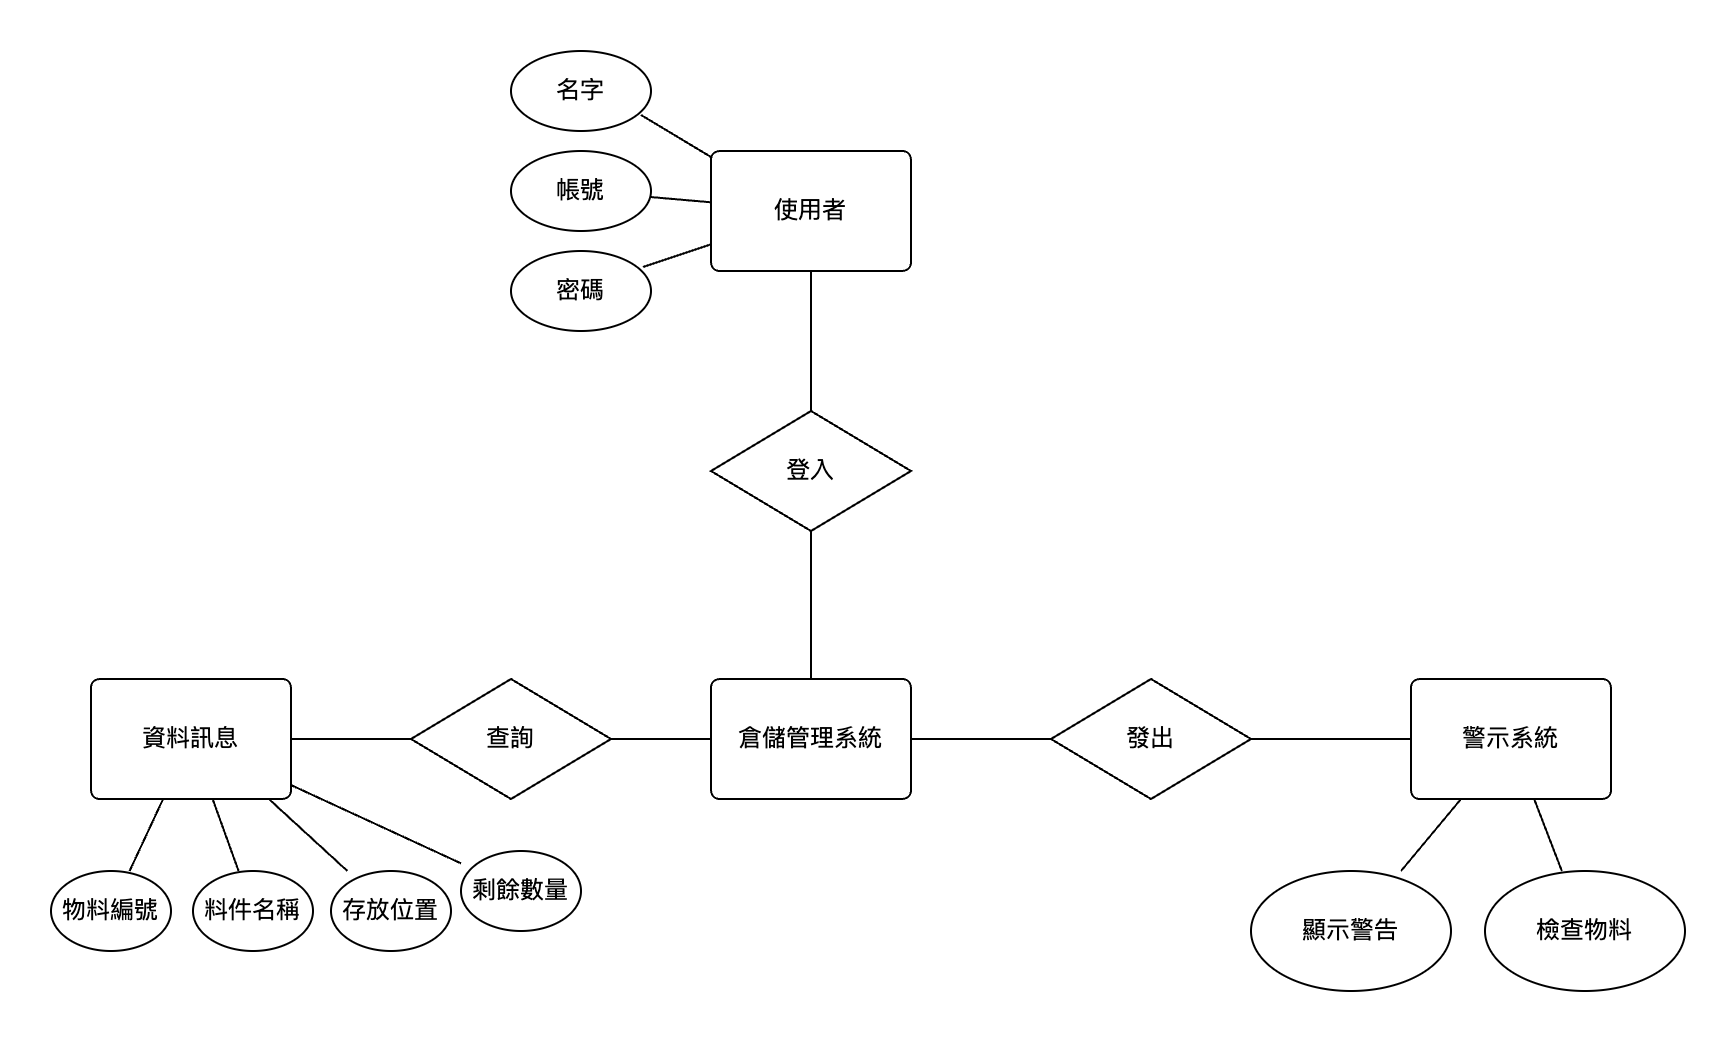 名字
帳號
使用者
密碼
登入
資料訊息
查詢
倉儲管理系統
發出
警示系統
物料編號
料件名稱
存放位置
剩餘數量
顯示警告
檢查物料